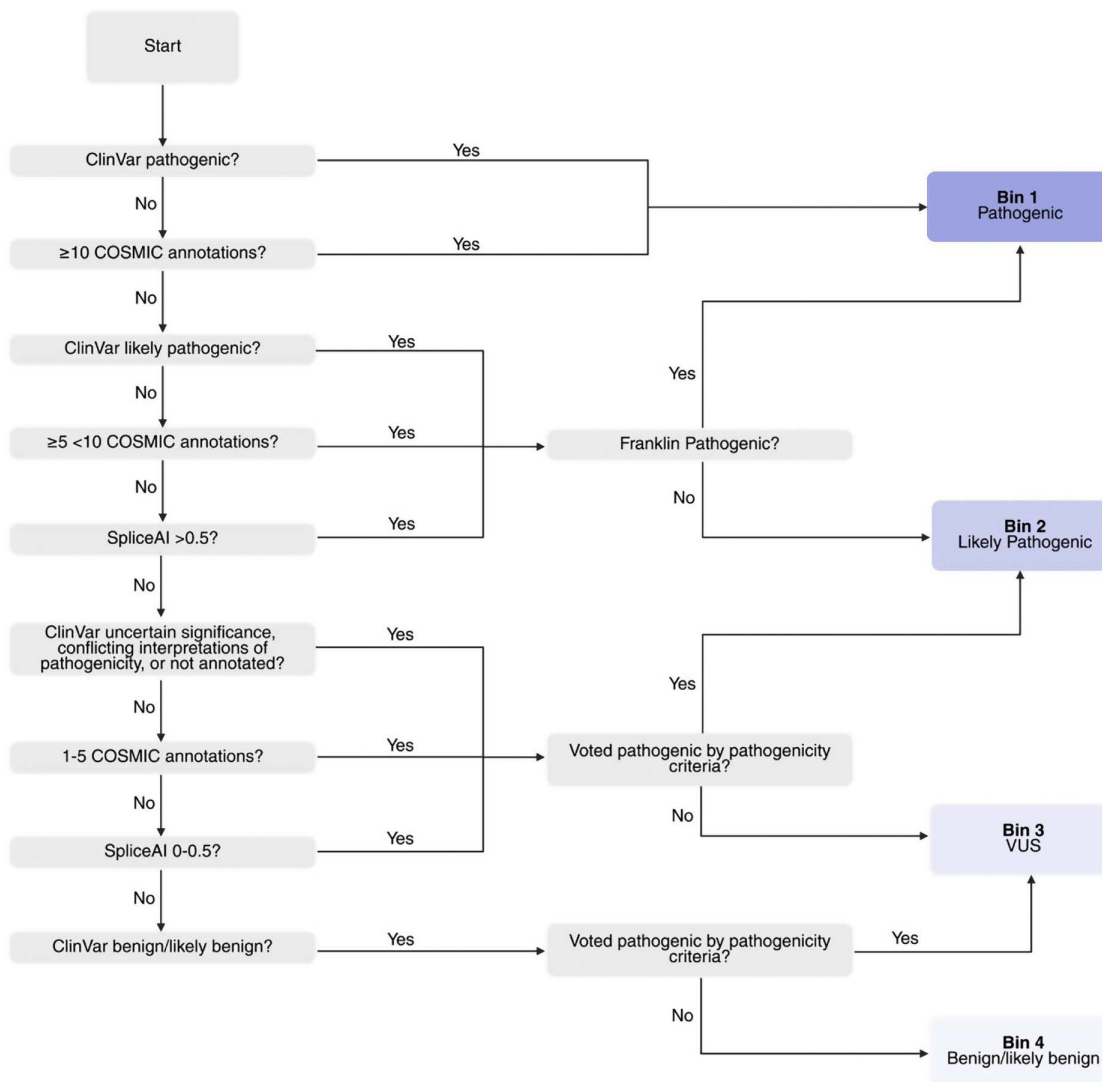 Start
ClinVar pathogenic?
Yes
No
≥10 COSMIC annotations?
Yes
Bin 1
Pathogenic
No
ClinVar likely pathogenic?
Yes
No
≥5 <10 COSMIC annotations?
Yes
Franklin Pathogenic?
Yes
No
No
SpliceAI >0.5?
Yes
Bin 2
Likely Pathogenic
No
ClinVar uncertain significance,
conflicting interpretations of
pathogenicity, or not annotated?
Yes
No
1-5 COSMIC annotations?
Yes
Voted pathogenic by pathogenicity
criteria?
Yes
No
No
SpliceAI 0-0.5?
Yes
Bin 3
VUS
No
ClinVar benign/likely benign?
Yes
Voted pathogenic by pathogenicity
criteria?
Yes
No
Bin 4
Benign/likely benign